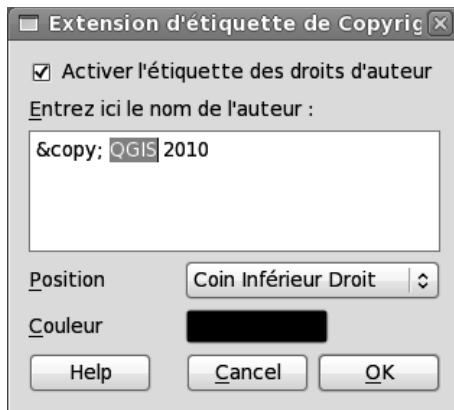 Extension d'étiquette de Copyrig
Activer l'étiquette des droits d'auteur
Entrez ici le nom de l'auteur :
&copy; QGIS 2010
Position Coin Inférieur Droit
Couleur
Help Cancel OK